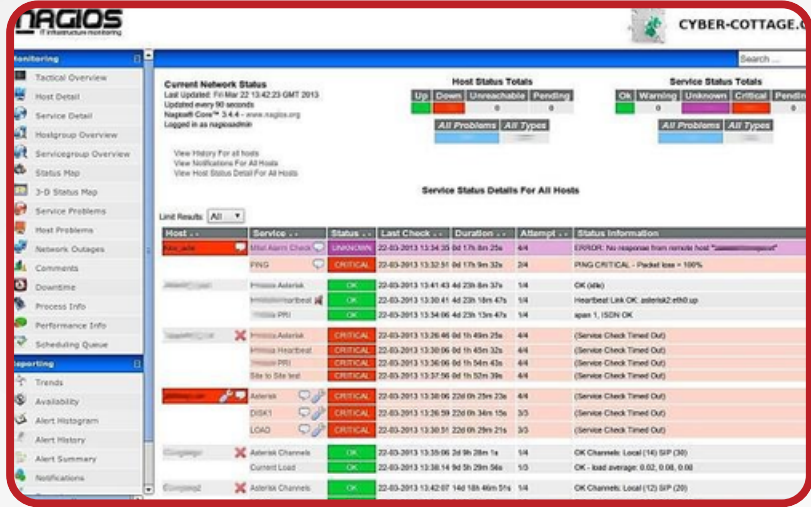 NAGIOS
IT infrastructure monitoring
CYBER-COTTAGE.
Monitoring
Search ...
Tactical Overview
Host Detail
Service Detail
Hostgroup Overview
Servicegroup Overview
Status Map
3-D Status Map
Service Problems
Host Problems
Network Outages
Comments
Downtime
Process Info
Performance Info
Scheduling Queue
Reporting
Trends
Availability
Alert Histogram
Alert History
Alert Summary
Notifications
Current Network Status
Last Updated: Fri Mar 22 13:42:23 GMT 2013
Updated every 90 seconds
Nagios® Core™ 3.4.4 - www.nagios.org
Logged in as nagiosadmin
View History For all hosts
View Notifications For All Hosts
View Host Status Detail For All Hosts
Host Status Totals
Up Down Unreachable Pending
0 0
All Problems All Types
Service Status Totals
Ok Warning Unknown Critical Pending
0
All Problems All Types
Service Status Details For All Hosts
Limit Results: All
Host Service Status Last Check Duration Attempt Status Information
Mitel Alarm Check UNKNOWN 22-03-2013 13:34:35 0d 17h 8m 25s 4/4 ERROR: No response from remote host "
PING CRITICAL 22-03-2013 13:32:51 0d 17h 9m 32s 2/4 PING CRITICAL - Packet loss = 100%
Asterisk OK 22-03-2013 13:41:43 4d 23h 8m 37s 1/4 OK (idle)
Heartbeat OK 22-03-2013 13:30:41 4d 23h 18m 47s 1/4 Heartbeat Link OK: asterisk2:eth0:up
PRI OK 22-03-2013 13:34:06 4d 23h 13m 47s 1/4 span 1, ISDN OK
Asterisk CRITICAL 22-03-2013 13:26:46 0d 1h 49m 25s 4/4 (Service Check Timed Out)
Heartbeat CRITICAL 22-03-2013 13:30:06 0d 1h 45m 32s 4/4 (Service Check Timed Out)
PRI CRITICAL 22-03-2013 13:36:06 0d 1h 54m 43s 4/4 (Service Check Timed Out)
Site to Site test CRITICAL 22-03-2013 13:37:56 0d 1h 52m 39s 4/4 (Service Check Timed Out)
Asterisk CRITICAL 22-03-2013 13:38:06 22d 0h 25m 23s 4/4 (Service Check Timed Out)
DISK1 CRITICAL 22-03-2013 13:26:59 22d 0h 34m 15s 3/3 (Service Check Timed Out)
LOAD CRITICAL 22-03-2013 13:30:51 22d 0h 29m 21s 3/3 (Service Check Timed Out)
Asterisk Channels OK 22-03-2013 13:35:06 2d 9h 28m 1s 1/4 OK Channels: Local (14) SIP (30)
Current Load OK 22-03-2013 13:38:14 9d 5h 29m 56s 1/3 OK - load average: 0.02, 0.08, 0.08
Asterisk Channels OK 22-03-2013 13:42:07 14d 18h 46m 51s 1/4 OK Channels: Local (12) SIP (20)